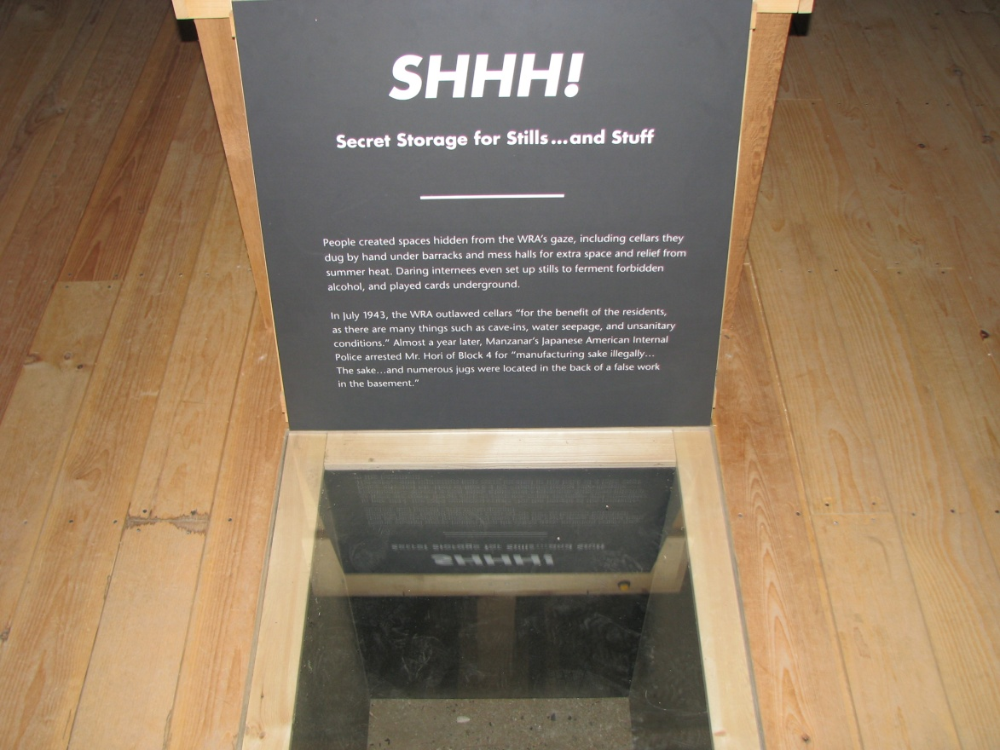 SHHH!
Secret Storage for Stills...and Stuff
People created spaces hidden from the WRA's gaze, including cellars they
dug by hand under barracks and mess halls for extra space and relief from
summer heat. Daring internees even set up stills to ferment forbidden
alcohol, and played cards underground.
In July 1943, the WRA outlawed cellars “for the benefit of the residents,
as there are many things such as cave-ins, water seepage, and unsanitary
conditions.” Almost a year later, Manzanar's Japanese American Internal
Police arrested Mr. Hori of Block 4 for “manufacturing sake illegally...
The sake...and numerous jugs were located in the back of a false work
in the basement.”